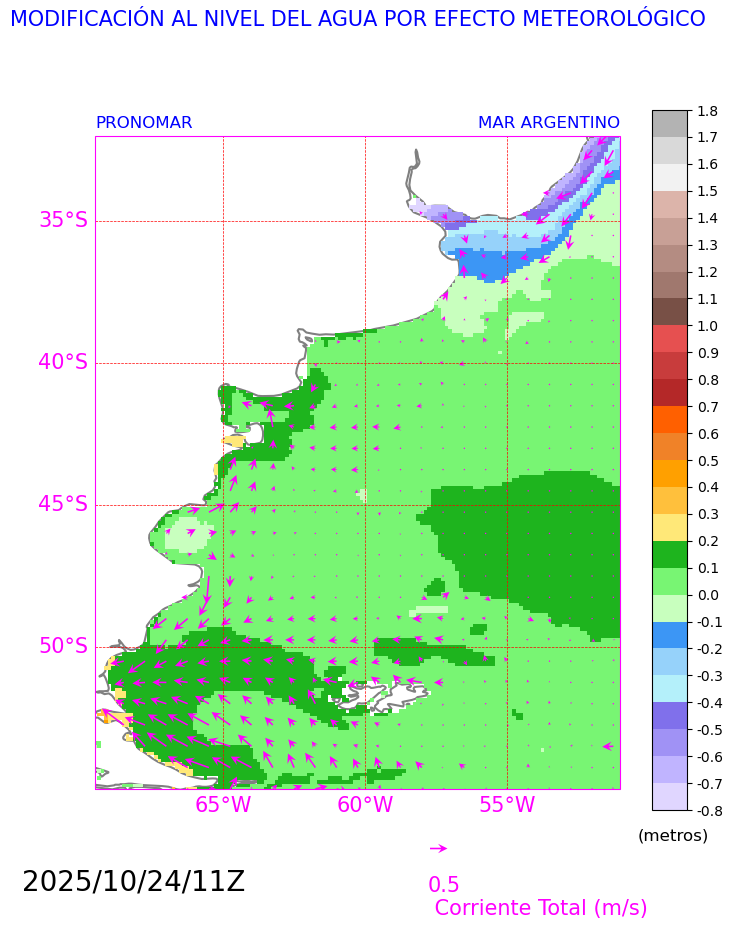 MODIFICACIÓN AL NIVEL DEL AGUA POR EFECTO METEOROLÓGICO
PRONOMAR MAR ARGENTINO
35°S
40°S
45°S
50°S
65°W 60°W 55°W
1.8
1.7
1.6
1.5
1.4
1.3
1.2
1.1
1.0
0.9
0.8
0.7
0.6
0.5
0.4
0.3
0.2
0.1
0.0
-0.1
-0.2
-0.3
-0.4
-0.5
-0.6
-0.7
-0.8
(metros)
2025/10/24/11Z
0.5
Corriente Total (m/s)